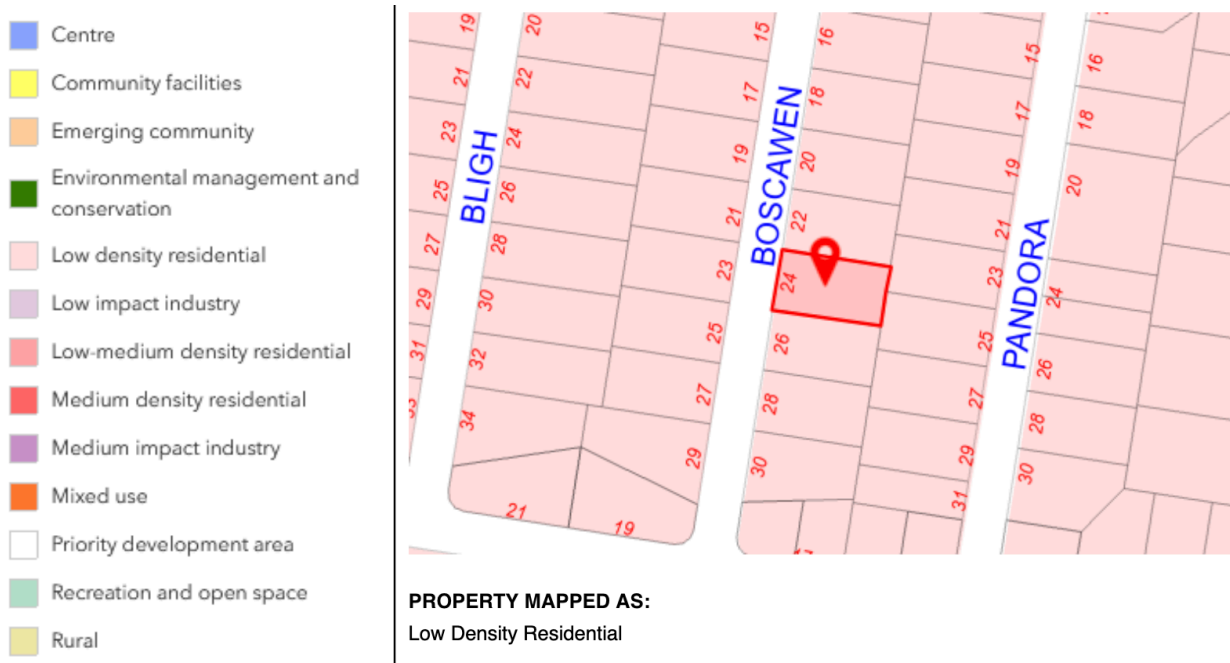 Centre
Community facilities
Emerging community
Environmental management and
conservation
Low density residential
Low impact industry
Low-medium density residential
Medium density residential
Medium impact industry
Mixed use
Priority development area
Recreation and open space
Rural
19
21
23
25
27
29
31
BLIGH
20
22
24
26
28
30
32
34
21
19
15
17
19
21
23
25
27
29
BOSCAWEN
16
18
20
22
24
26
28
30
15
17
19
21
23
25
27
29
31
PANDORA
16
18
20
24
26
28
30
PROPERTY MAPPED AS:
Low Density Residential